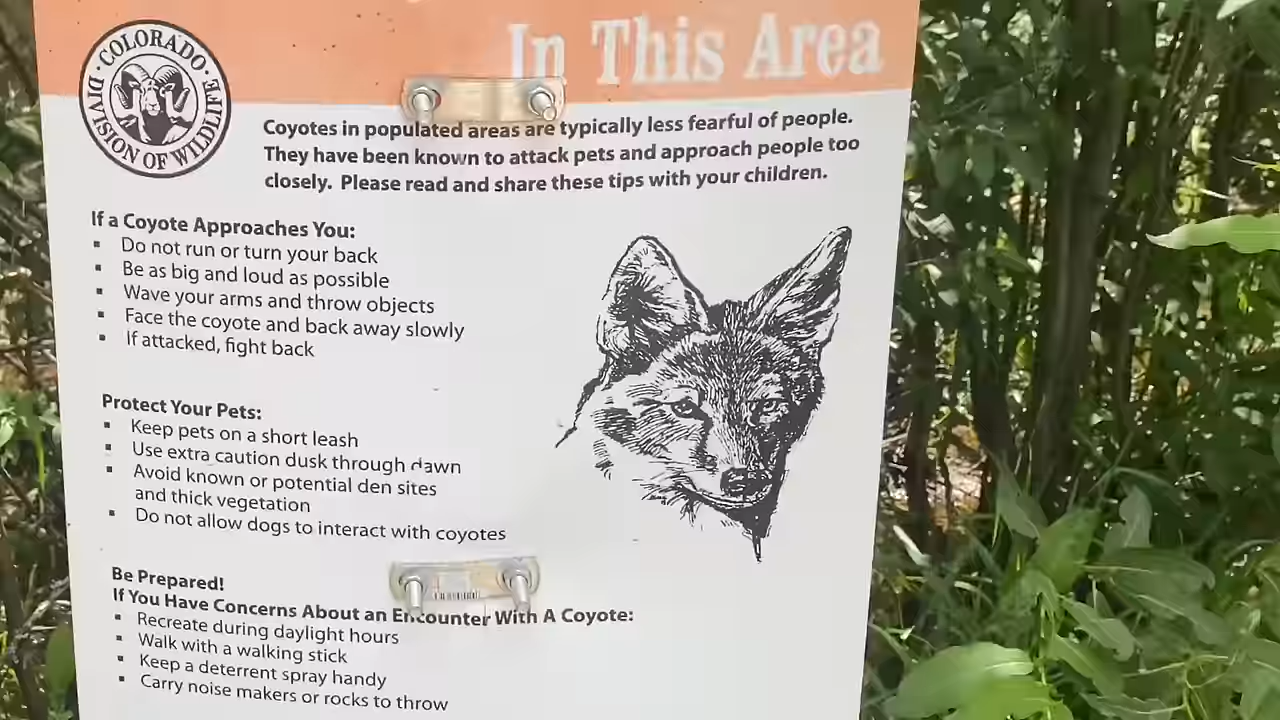 In This Area
COLORADO
DIVISION OF WILDLIFE
Coyotes in populated areas are typically less fearful of people.
They have been known to attack pets and approach people too
closely. Please read and share these tips with your children.
If a Coyote Approaches You:
▪ Do not run or turn your back
▪ Be as big and loud as possible
▪ Wave your arms and throw objects
▪ Face the coyote and back away slowly
▪ If attacked, fight back
Protect Your Pets:
▪ Keep pets on a short leash
▪ Use extra caution dusk through dawn
▪ Avoid known or potential den sites
and thick vegetation
▪ Do not allow dogs to interact with coyotes
Be Prepared!
If You Have Concerns About an Encounter With A Coyote:
▪ Recreate during daylight hours
▪ Walk with a walking stick
▪ Keep a deterrent spray handy
▪ Carry noise makers or rocks to throw